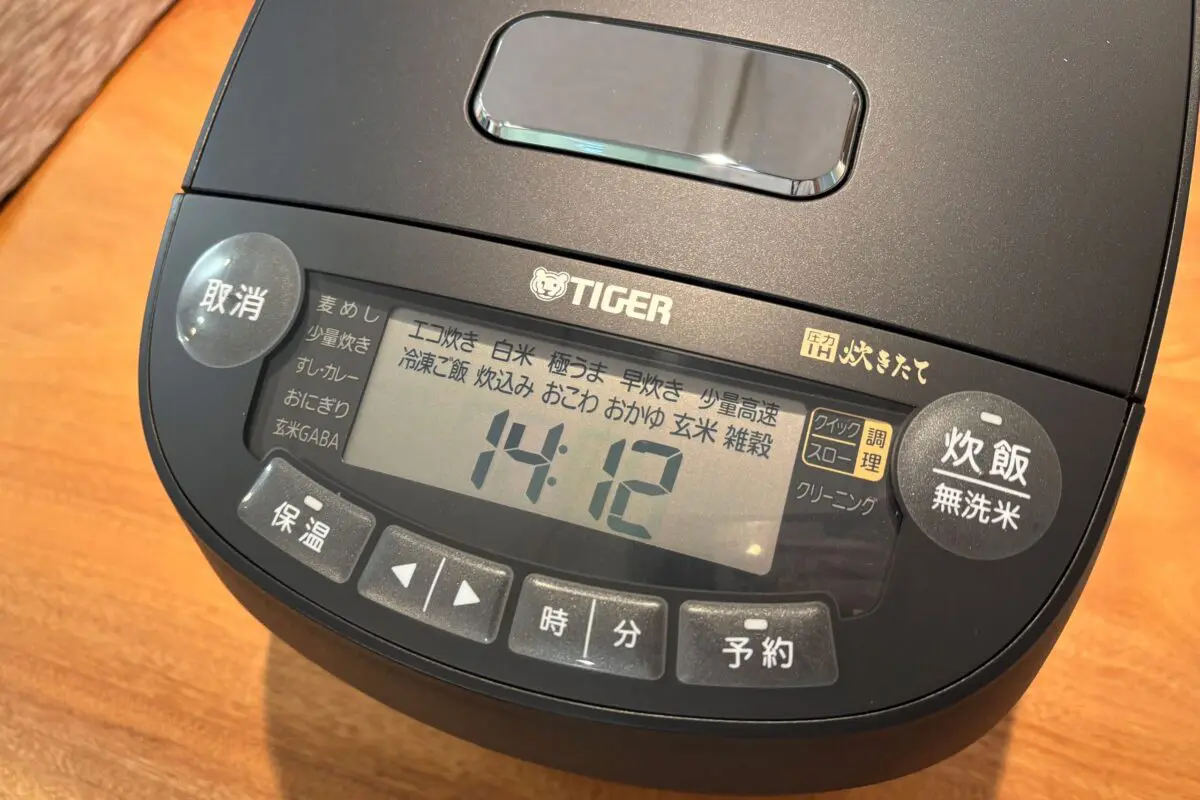 TIGER
圧力IH 炊きたて
取消
麦めし
少量炊き
すし・カレー
おにぎり
玄米GABA
エコ炊き 白米 極うま 早炊き 少量高速
冷凍ご飯 炊込み おこわ おかゆ 玄米 雑穀
14:12
クイック
スロー
調理
クリーニング
炊飯
無洗米
保温
◀ ▶
時 分
予約